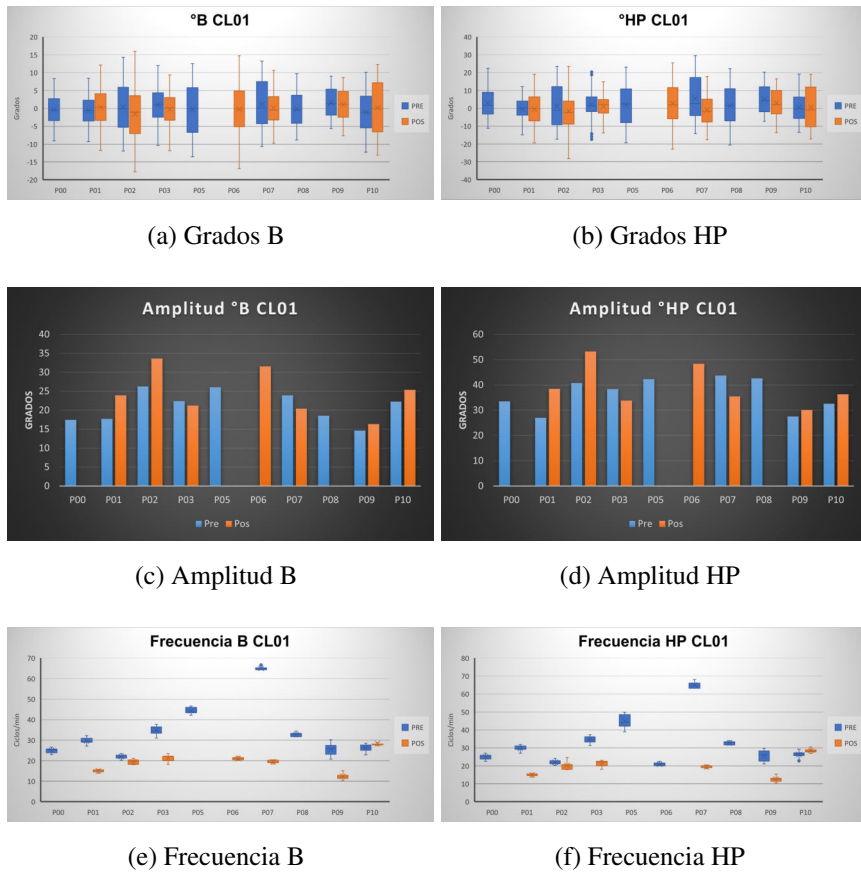 °B CL01
20
15
10
5
0
-5
-10
-15
-20
Grados
P00 P01 P02 P03 P05 P06 P07 P08 P09 P10
PRE
POS
(a) Grados B
°HP CL01
40
30
20
10
0
-10
-20
-30
-40
Grados
P00 P01 P02 P03 P05 P06 P07 P08 P09 P10
PRE
POS
(b) Grados HP
Amplitud °B CL01
40
35
30
25
20
15
10
5
0
GRADOS
P00 P01 P02 P03 P05 P06 P07 P08 P09 P10
Pre Pos
(c) Amplitud B
Amplitud °HP CL01
60
50
40
30
20
10
0
GRADOS
P00 P01 P02 P03 P05 P06 P07 P08 P09 P10
Pre Pos
(d) Amplitud HP
Frecuencia B CL01
70
60
50
40
30
20
10
0
Ciclos/min
P00 P01 P02 P03 P05 P06 P07 P08 P09 P10
PRE
POS
(e) Frecuencia B
Frecuencia HP CL01
80
70
60
50
40
30
20
10
0
Ciclos/min
P00 P01 P02 P03 P05 P06 P07 P08 P09 P10
PRE
POS
(f) Frecuencia HP